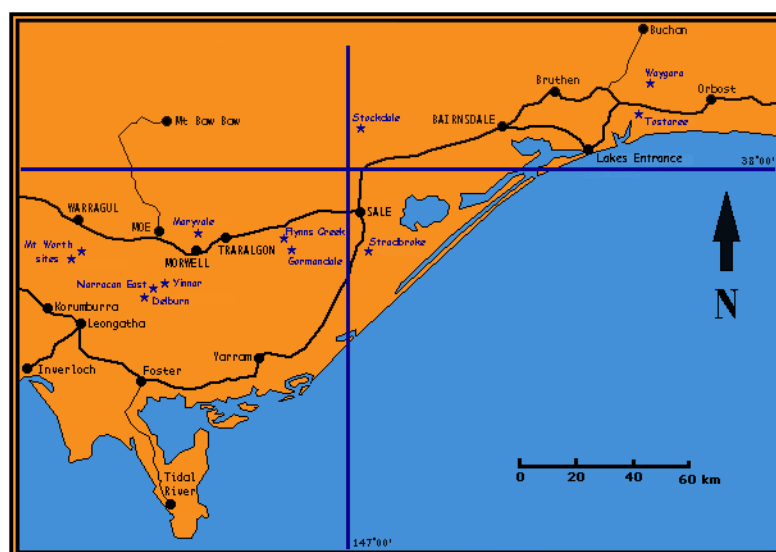 Buchan
Waygara
Bruthen
Orbost
Mt Baw Baw
Stockdale
BAIRNSDALE
Tostaree
Lakes Entrance
38°00'
WARRAGUL
Maryvale
MOE
Flynns Creek
SALE
Mt Worth
sites
MORWELL
TRARALGON
Gormandale
Stradbroke
Narracan East
Yinnar
Delburn
N
Korumburra
Leongatha
Yarram
Inverloch
Foster
Tidal
River
0 20 40 60 km
147°00'